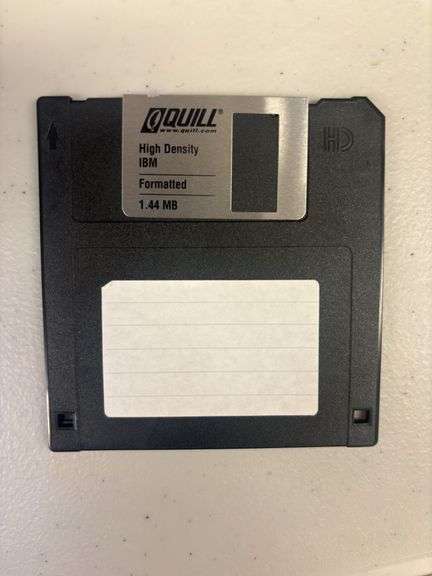 QUILL®
www.quill.com
High Density
IBM
Formatted
1.44 MB
HD